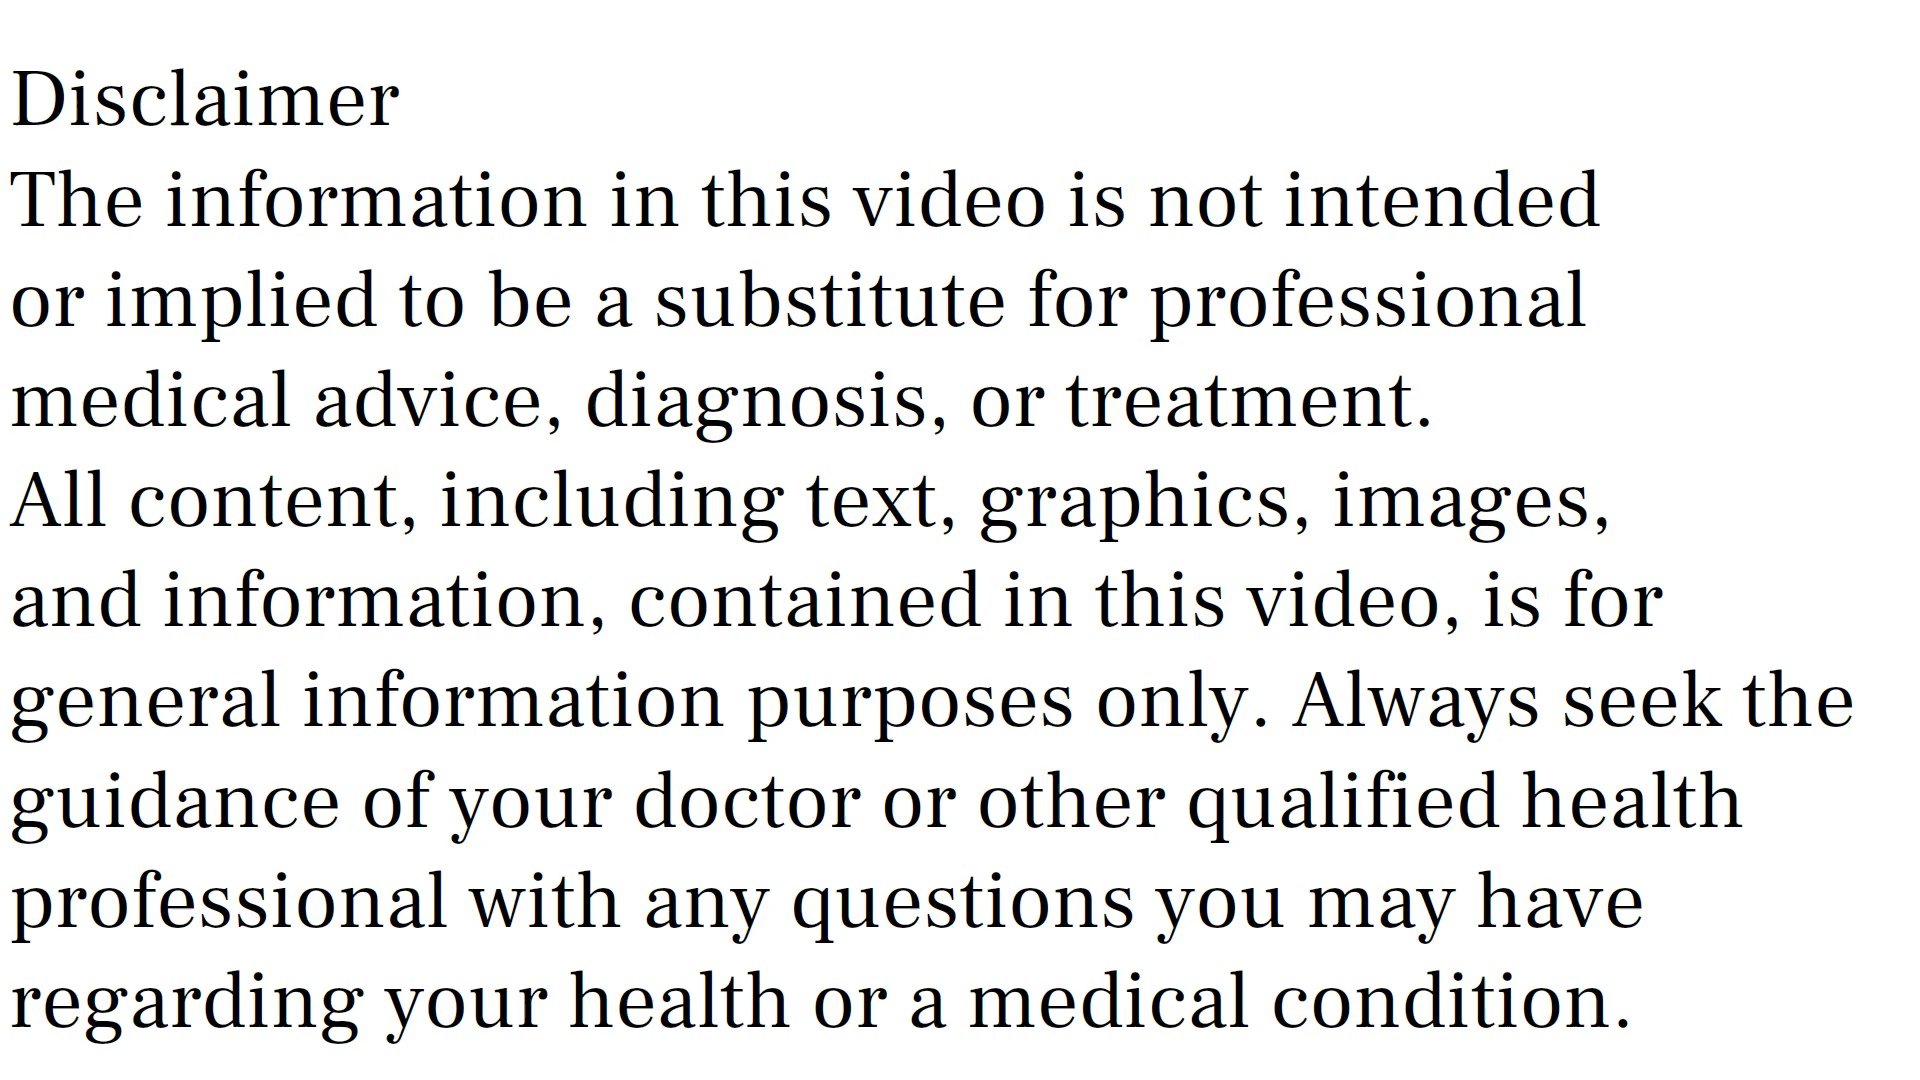 Disclaimer
The information in this video is not intended
or implied to be a substitute for professional
medical advice, diagnosis, or treatment.
All content, including text, graphics, images,
and information, contained in this video, is for
general information purposes only. Always seek the
guidance of your doctor or other qualified health
professional with any questions you may have
regarding your health or a medical condition.